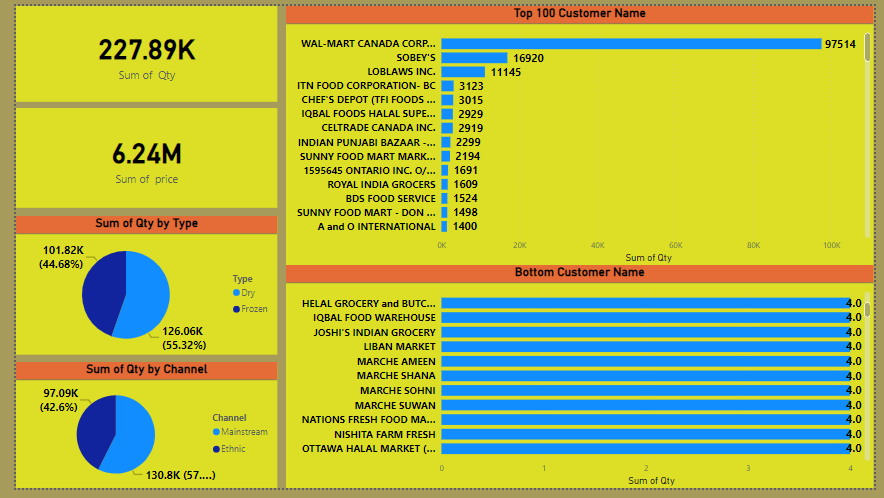 227.89K
Sum of Qty
6.24M
Sum of price
Sum of Qty by Type
101.82K
(44.68%)
126.06K
(55.32%)
Type
Dry
Frozen
Sum of Qty by Channel
97.09K
(42.6%)
130.8K (57....)
Channel
Mainstream
Ethnic
Top 100 Customer Name
WAL-MART CANADA CORP... 97514
SOBEY'S 16920
LOBLAWS INC. 11145
ITN FOOD CORPORATION- BC 3123
CHEF'S DEPOT (TFI FOODS ... 3015
IQBAL FOODS HALAL SUPE... 2929
CELTRADE CANADA INC. 2919
INDIAN PUNJABI BAZAAR -... 2299
SUNNY FOOD MART MARK... 2194
1595645 ONTARIO INC. O/... 1691
ROYAL INDIA GROCERS 1609
BDS FOOD SERVICE 1524
SUNNY FOOD MART - DON ... 1498
A and O INTERNATIONAL 1400
0K 20K 40K 60K 80K 100K
Sum of Qty
Bottom Customer Name
HELAL GROCERY and BUTC... 4.0
IQBAL FOOD WAREHOUSE 4.0
JOSHI'S INDIAN GROCERY 4.0
LIBAN MARKET 4.0
MARCHE AMEEN 4.0
MARCHE SHANA 4.0
MARCHE SOHNI 4.0
MARCHE SUWAN 4.0
NATIONS FRESH FOOD MA... 4.0
NISHITA FARM FRESH 4.0
OTTAWA HALAL MARKET (... 4.0
0 1 2 3 4
Sum of Qty